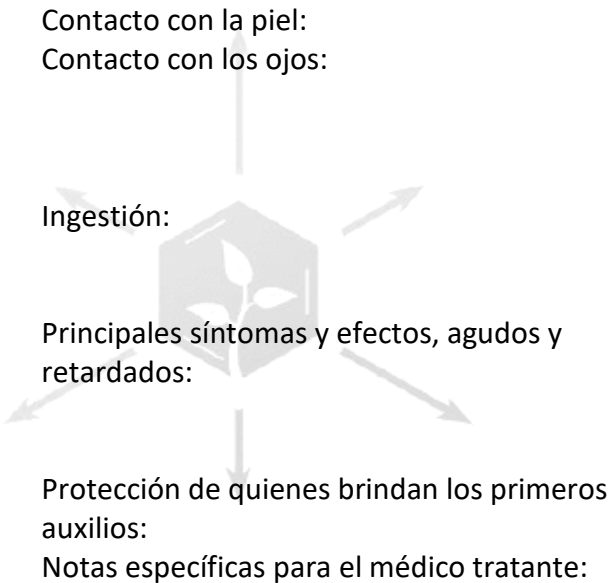 Contacto con la piel:
Contacto con los ojos:
Ingestión:
Principales síntomas y efectos, agudos y
retardados:
Protección de quienes brindan los primeros
auxilios:
Notas específicas para el médico tratante: